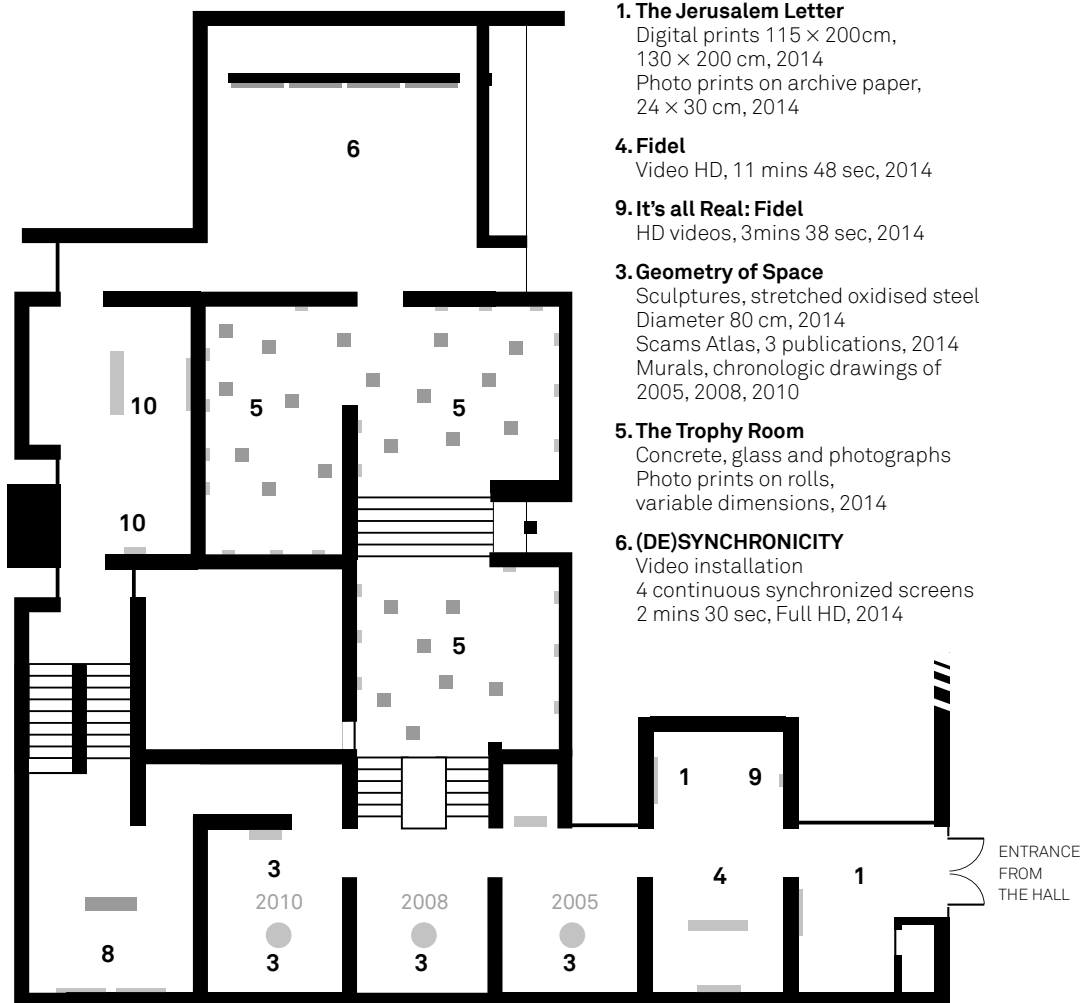 1. The Jerusalem Letter
Digital prints 115 × 200cm,
130 × 200 cm, 2014
Photo prints on archive paper,
24 × 30 cm, 2014
4. Fidel
Video HD, 11 mins 48 sec, 2014
9. It's all Real: Fidel
HD videos, 3mins 38 sec, 2014
3. Geometry of Space
Sculptures, stretched oxidised steel
Diameter 80 cm, 2014
Scams Atlas, 3 publications, 2014
Murals, chronologic drawings of
2005, 2008, 2010
5. The Trophy Room
Concrete, glass and photographs
Photo prints on rolls,
variable dimensions, 2014
6. (DE)SYNCHRONICITY
Video installation
4 continuous synchronized screens
2 mins 30 sec, Full HD, 2014
6
10
5
5
10
5
1
9
3
4
1
2010
2008
2005
8
3
3
3
ENTRANCE
FROM
THE HALL